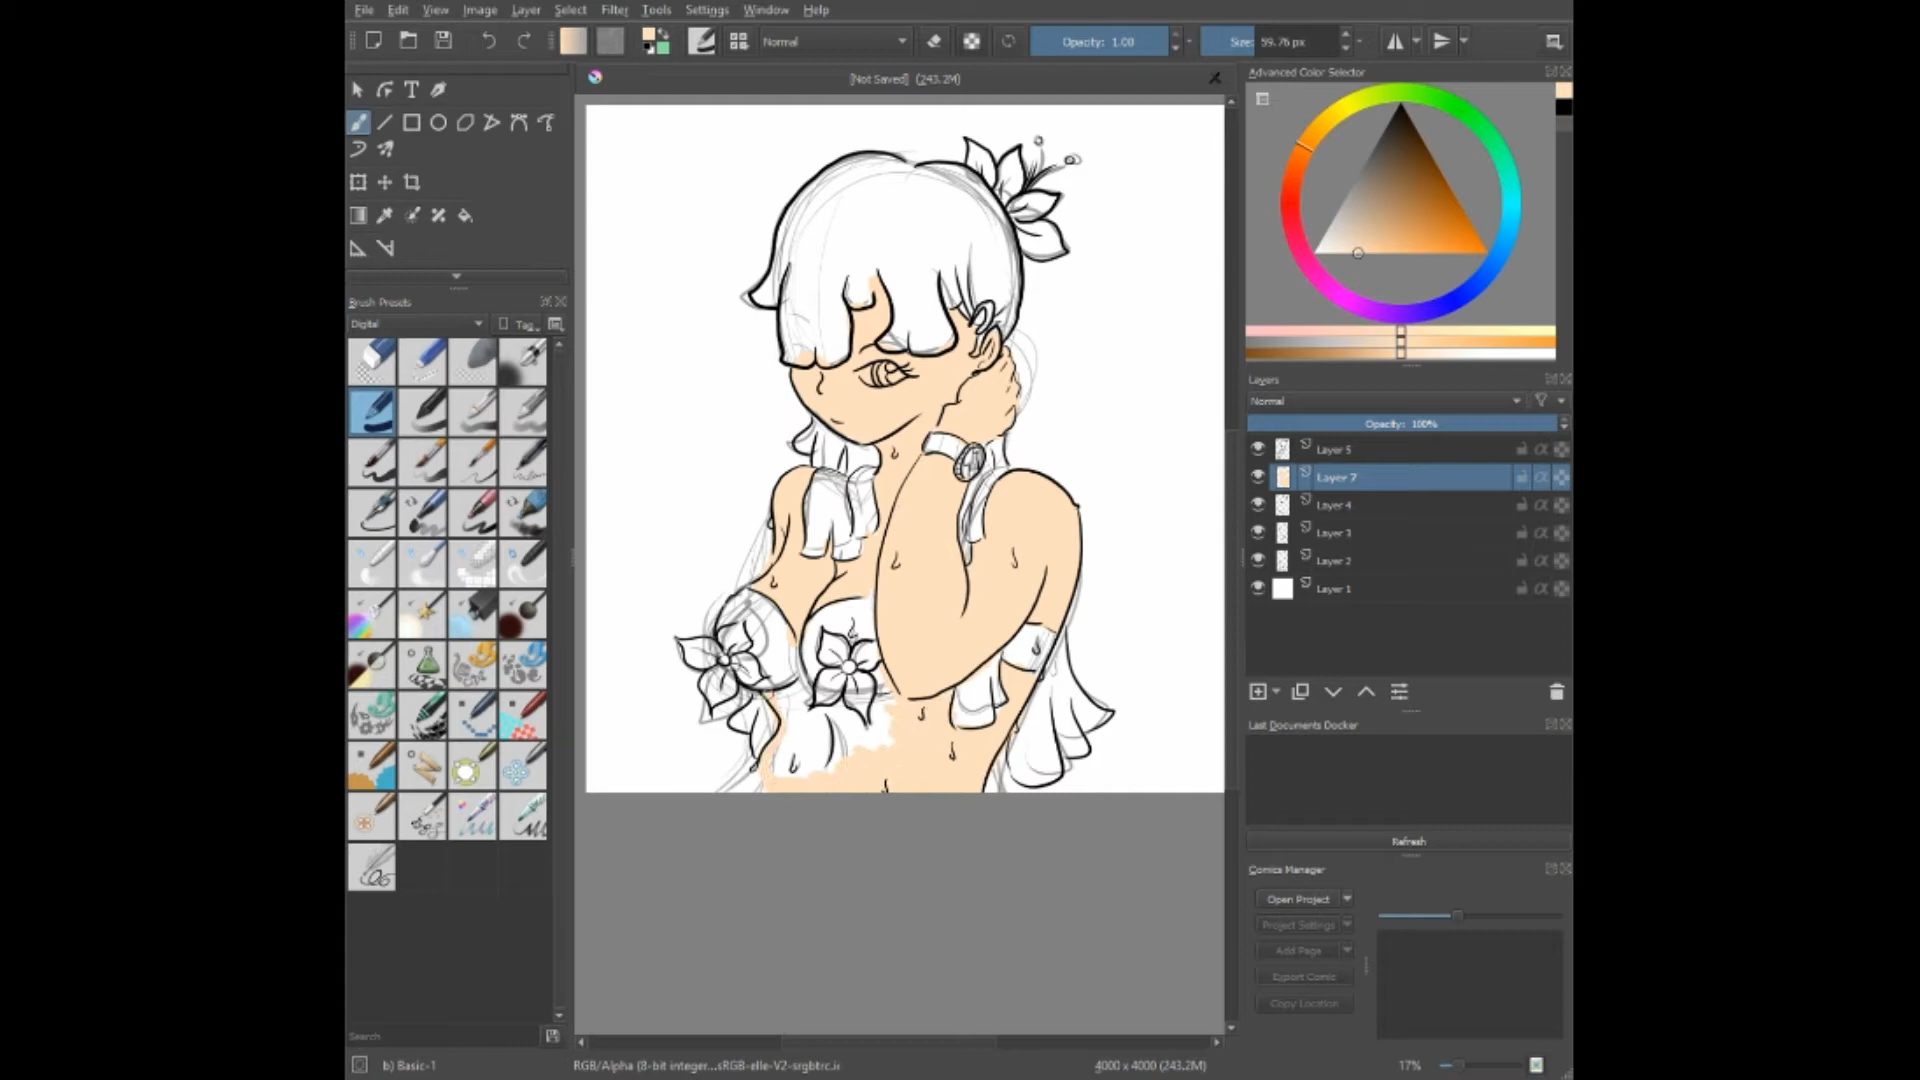 File Edit View Image Layer Select Filter Tools Settings Window Help
Normal
Opacity: 1.00
Size: 59.76 px
[Not Saved] (243.2M)
Advanced Color Selector
Brush Presets
Digital
Tag
Layers
Normal
Opacity: 100%
Layer 5
Layer 7
Layer 4
Layer 3
Layer 2
Layer 1
Last Documents Docker
Refresh
Comics Manager
Open Project
Project Settings
Add Page
Export Comic
Copy Location
Search
b) Basic-1
RGB/Alpha (8-bit integer...sRGB-elle-V2-srgbtrc.ic
4000 x 4000 (243.2M)
17%